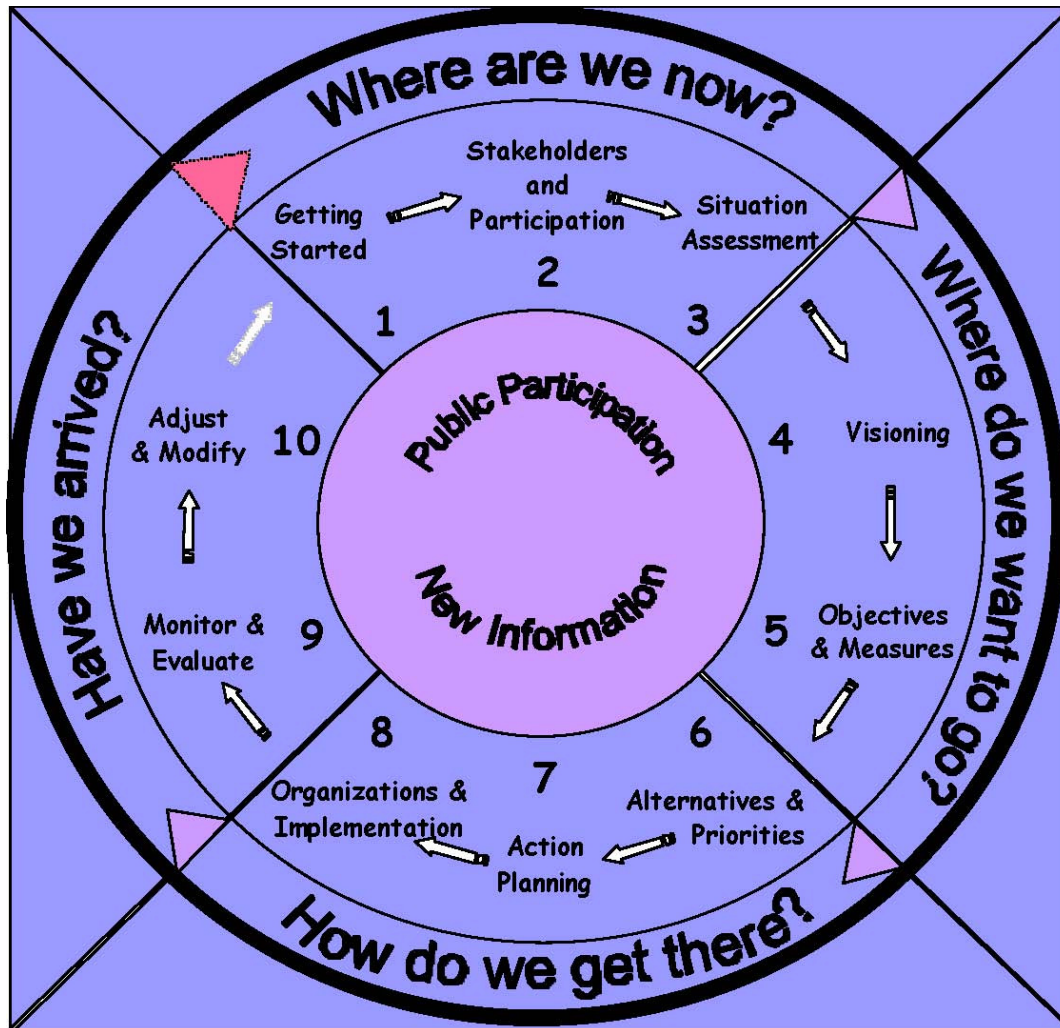 Where are we now?
Getting
Started
1
Stakeholders
and
Participation
2
Situation
Assessment
3
Where do we want to go?
4
Visioning
5
Objectives
& Measures
How do we get there?
6
Alternatives &
Priorities
7
Action
Planning
8
Organizations &
Implementation
Have we arrived?
9
Monitor &
Evaluate
10
Adjust
& Modify
Public Participation
New Information